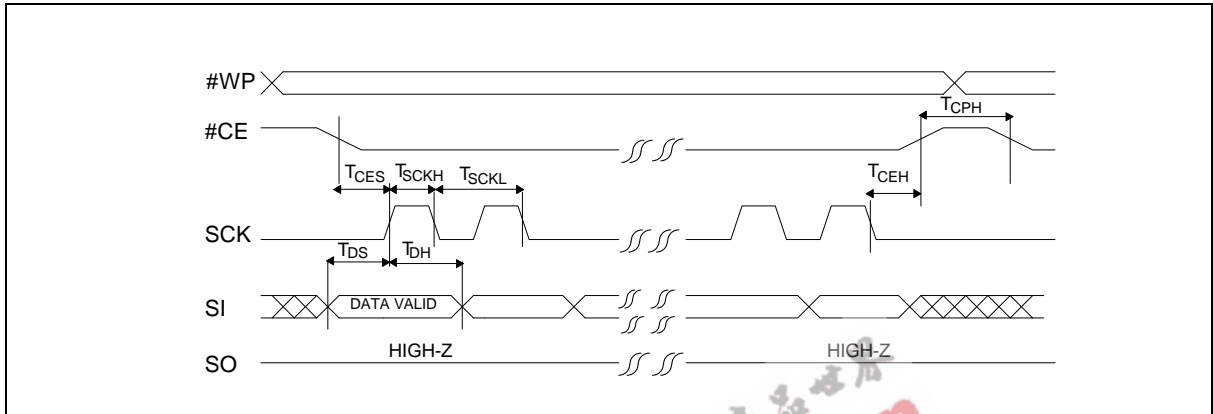 #WP
TCPH
#CE
TCES TSCKH TSCKL TCEH
SCK
TDS TDH
SI DATA VALID
HIGH-Z HIGH-Z
SO